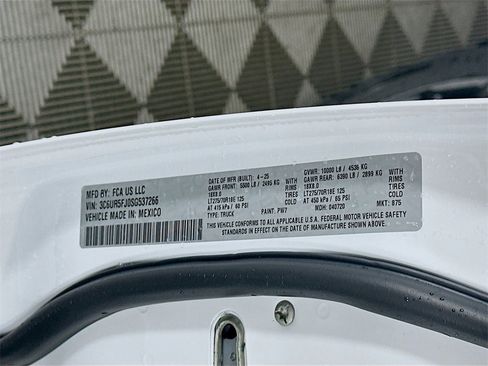 MFD BY: FCA US LLC
VIN: 3C6UR5FJ0SG537266
VEHICLE MADE IN: MEXICO
DATE OF MFR (BUILT): 4-25
GAWR FRONT: 5500 LB / 2495 KG WITH
18X8.0 RIMS
LT275/70R18E 125 TIRES
AT 415 kPa / 60 PSI COLD
TYPE: TRUCK PAINT: PW7
GVWR: 10000 LB / 4536 KG
GAWR REAR: 6390 LB / 2899 KG WITH
18X8.0 RIMS
LT275/70R18E 125 TIRES
AT 450 kPa / 65 PSI COLD
MDH: 040720 MKT: 875
THIS VEHICLE CONFORMS TO ALL APPLICABLE U.S.A. FEDERAL MOTOR VEHICLE SAFETY
STANDARDS IN EFFECT ON THE DATE OF MANUFACTURE SHOWN ABOVE.